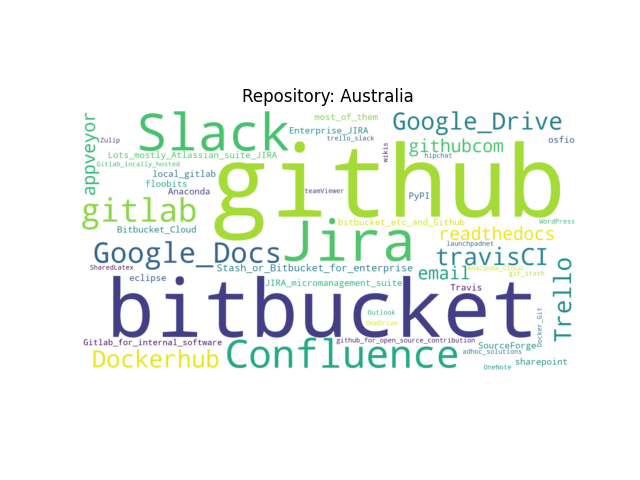 Repository: Australia
appveyor
Zulip
Slack
most_of_them
Enterprise_JIRA
trello_slack
Google_Drive
osfio
githubcom
hipchat
wikis
Lots_mostly_Atlassian_suite_JIRA
Gitlab_locally_hosted
local_gitlab
floobits
Anaconda
github
teamViewer
PyPI
gitlab
Bitbucket_Cloud
bitbucket_etc_and_Github
WordPress
Jira
readthedocs
launchpadnet
Google_Docs
travisCI
SharedLatex
Stash_or_Bitbucket_for_enterprise
email
Anaconda_Cloud
git_stash
eclipse
JIRA_micromanagement_suite
Travis
Trello
bitbucket
Outlook
OneDrive
Docker_Git
Gitlab_for_internal_software
github_for_open_source_contribution
SourceForge
Dockerhub
Confluence
adhoc_solutions
sharepoint
OneNote